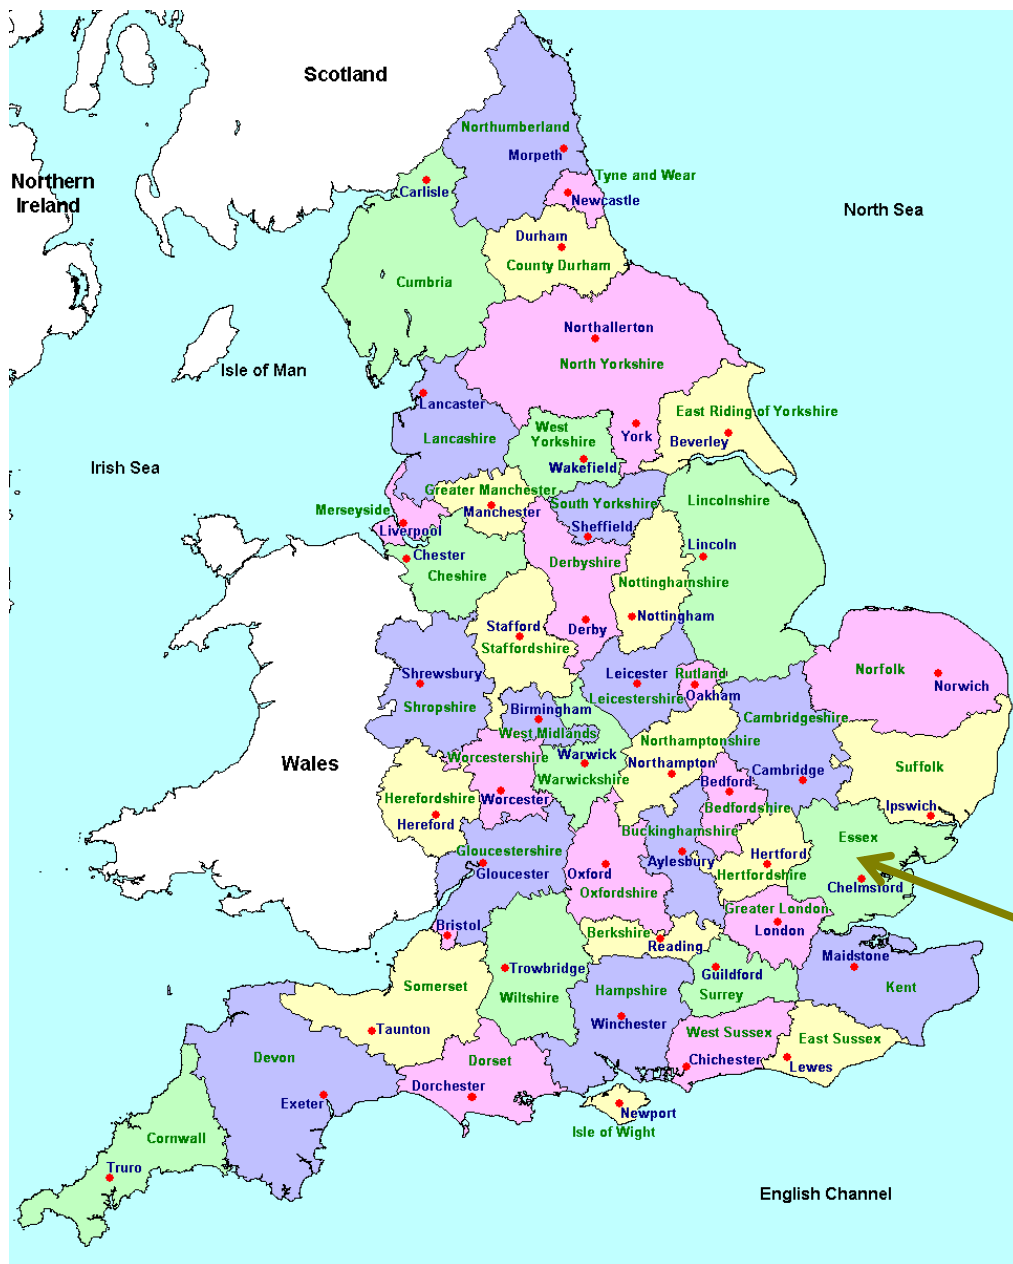 Scotland
Northumberland
Morpeth
Tyne and Wear
Carlisle
Newcastle
Northern
Ireland
North Sea
Durham
County Durham
Cumbria
Northallerton
North Yorkshire
Isle of Man
Lancaster
East Riding of Yorkshire
West
Yorkshire
York
Beverley
Lancashire
Irish Sea
Wakefield
Greater Manchester
South Yorkshire
Lincolnshire
Merseyside
Manchester
Liverpool
Sheffield
Lincoln
Chester
Cheshire
Derbyshire
Nottinghamshire
Nottingham
Stafford
Derby
Staffordshire
Shrewsbury
Leicester
Rutland
Norfolk
Norwich
Leicestershire
Oakham
Shropshire
Birmingham
Cambridgeshire
West Midlands
Northamptonshire
Worcestershire
Warwick
Wales
Northampton
Suffolk
Warwickshire
Bedford
Cambridge
Herefordshire
Worcester
Bedfordshire
Ipswich
Hereford
Buckinghamshire
Essex
Gloucestershire
Hertford
Aylesbury
Gloucester
Oxford
Hertfordshire
Chelmsford
Oxfordshire
Greater London
Bristol
Berkshire
London
Reading
Maidstone
Trowbridge
Guildford
Somerset
Hampshire
Kent
Wiltshire
Surrey
Taunton
Winchester
West Sussex
East Sussex
Devon
Dorset
Chichester
Lewes
Dorchester
Exeter
Newport
Isle of Wight
Cornwall
Truro
English Channel